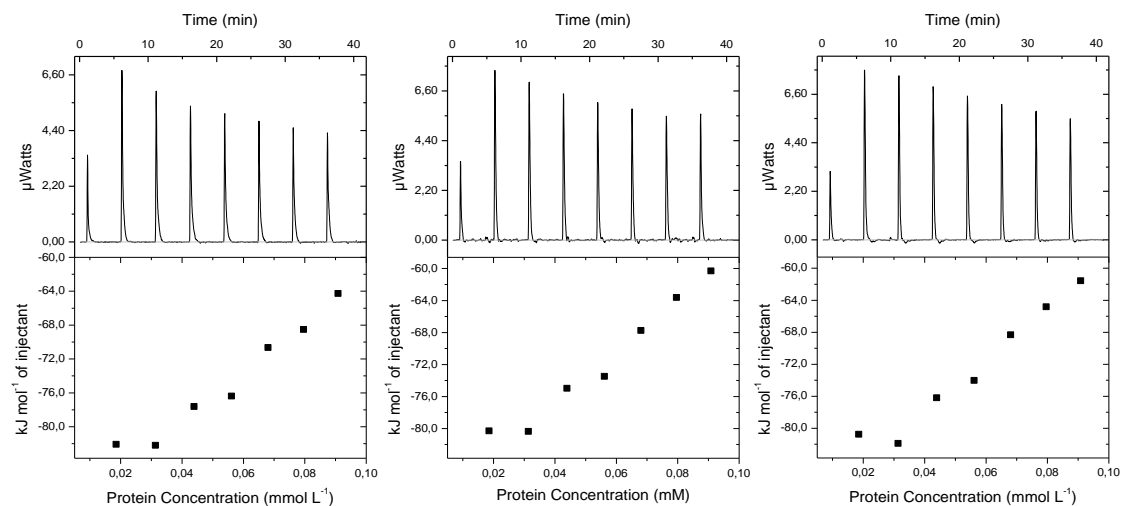 Time (min)
0 10 20 30 40
6,60
4,40
2,20
0,00
µWatts
-60,0
-64,0
-68,0
-72,0
-76,0
-80,0
kJ mol-1 of injectant
0,02 0,04 0,06 0,08 0,10
Protein Concentration (mmol L-1)
Time (min)
0 10 20 30 40
6,60
4,40
2,20
0,00
µWatts
-60,0
-64,0
-68,0
-72,0
-76,0
-80,0
kJ mol-1 of injectant
0,02 0,04 0,06 0,08 0,10
Protein Concentration (mM)
Time (min)
0 10 20 30 40
6,60
4,40
2,20
0,00
µWatts
-60,0
-64,0
-68,0
-72,0
-76,0
-80,0
kJ mol-1 of injectant
0,02 0,04 0,06 0,08 0,10
Protein Concentration (mmol L-1)